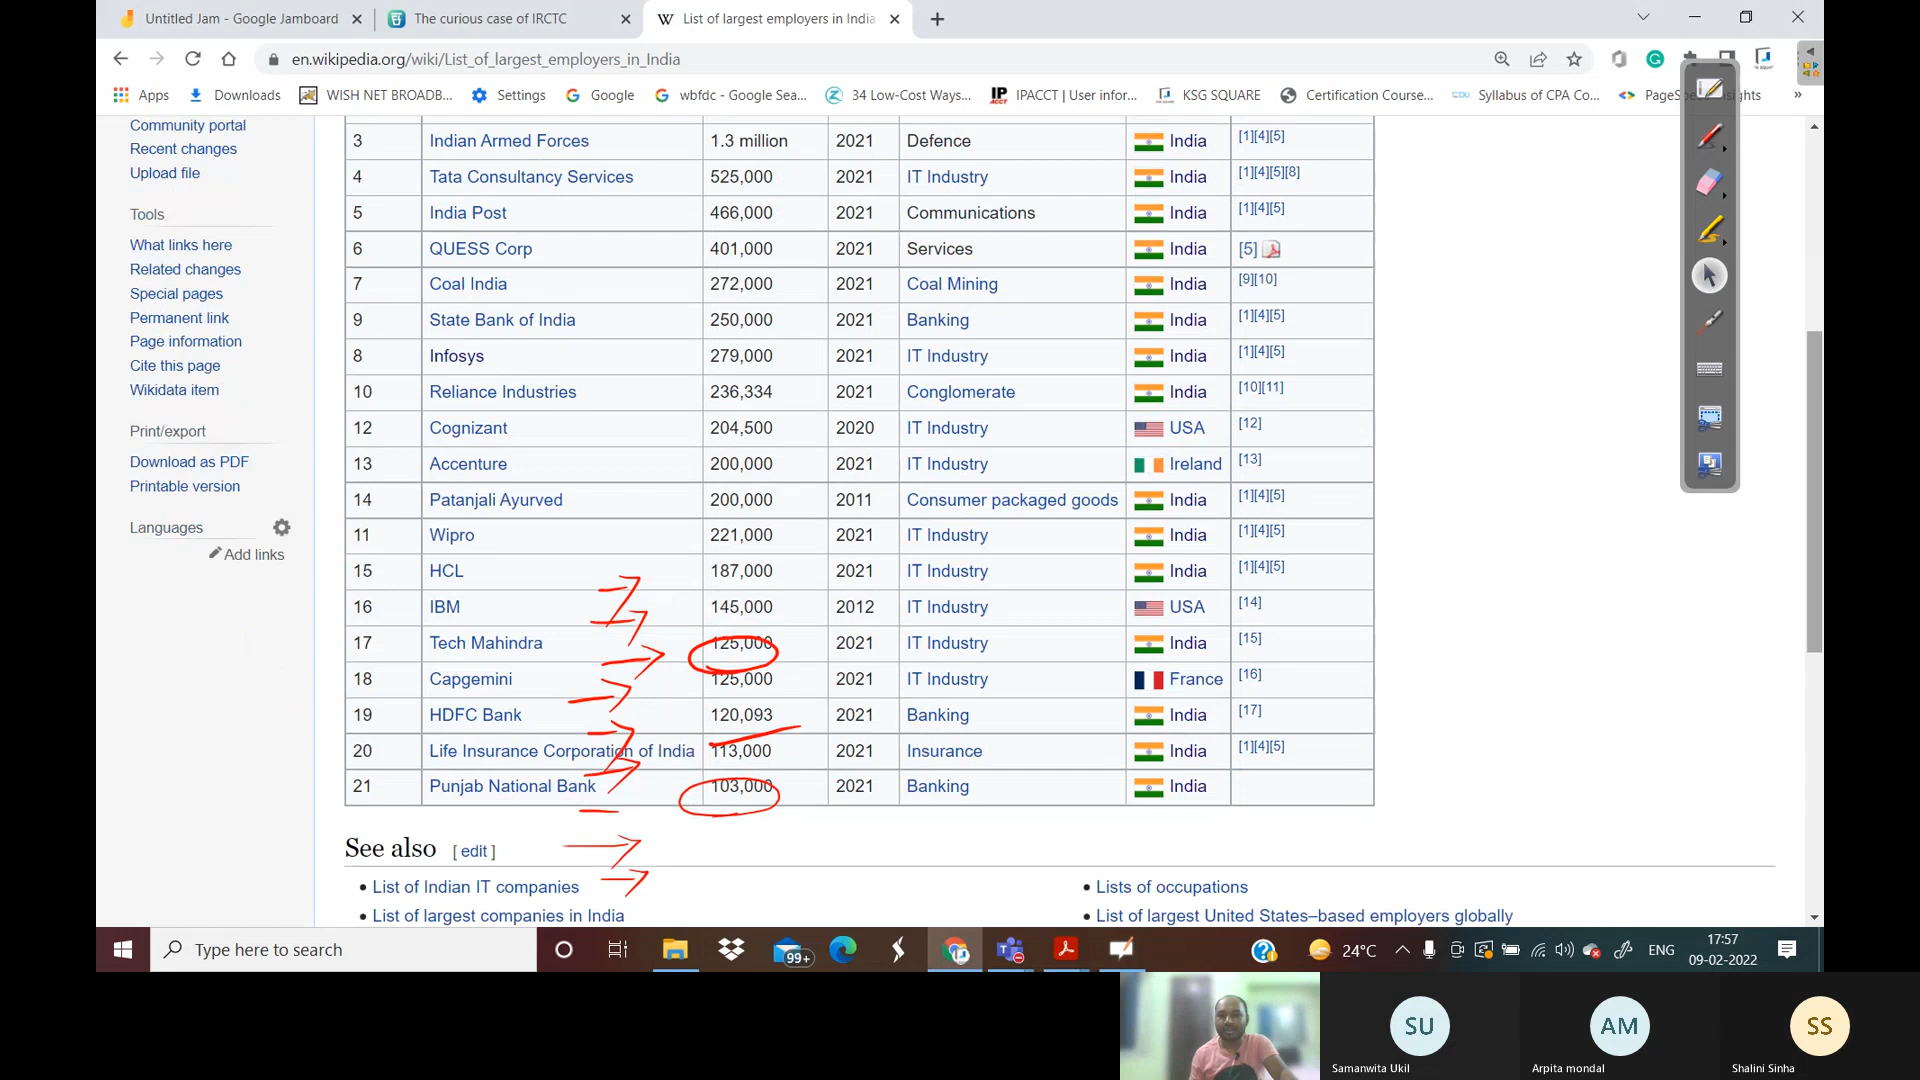 Untitled Jam - Google Jamboard
The curious case of IRCTC
List of largest employers in India
en.wikipedia.org/wiki/List_of_largest_employers_in_India
Apps Downloads WISH NET BROADB... Settings Google wbfdc - Google Sea... 34 Low-Cost Ways... IPACCT | User infor... KSG SQUARE Certification Course... Syllabus of CPA Co... PageSpeed Insights »
Community portal
Recent changes
Upload file
Tools
What links here
Related changes
Special pages
Permanent link
Page information
Cite this page
Wikidata item
Print/export
Download as PDF
Printable version
Languages
Add links
3 Indian Armed Forces 1.3 million 2021 Defence India [1][4][5]
4 Tata Consultancy Services 525,000 2021 IT Industry India [1][4][5][8]
5 India Post 466,000 2021 Communications India [1][4][5]
6 QUESS Corp 401,000 2021 Services India [5]
7 Coal India 272,000 2021 Coal Mining India [9][10]
9 State Bank of India 250,000 2021 Banking India [1][4][5]
8 Infosys 279,000 2021 IT Industry India [1][4][5]
10 Reliance Industries 236,334 2021 Conglomerate India [10][11]
12 Cognizant 204,500 2020 IT Industry USA [12]
13 Accenture 200,000 2021 IT Industry Ireland [13]
14 Patanjali Ayurved 200,000 2011 Consumer packaged goods India [1][4][5]
11 Wipro 221,000 2021 IT Industry India [1][4][5]
15 HCL 187,000 2021 IT Industry India [1][4][5]
16 IBM 145,000 2012 IT Industry USA [14]
17 Tech Mahindra 125,000 2021 IT Industry India [15]
18 Capgemini 125,000 2021 IT Industry France [16]
19 HDFC Bank 120,093 2021 Banking India [17]
20 Life Insurance Corporation of India 113,000 2021 Insurance India [1][4][5]
21 Punjab National Bank 103,000 2021 Banking India
See also [ edit ]
• List of Indian IT companies
• List of largest companies in India
• Lists of occupations
• List of largest United States–based employers globally
Type here to search
99+
24°C
ENG
17:57
09-02-2022
SU
Samanwita Ukil
AM
Arpita mondal
SS
Shalini Sinha